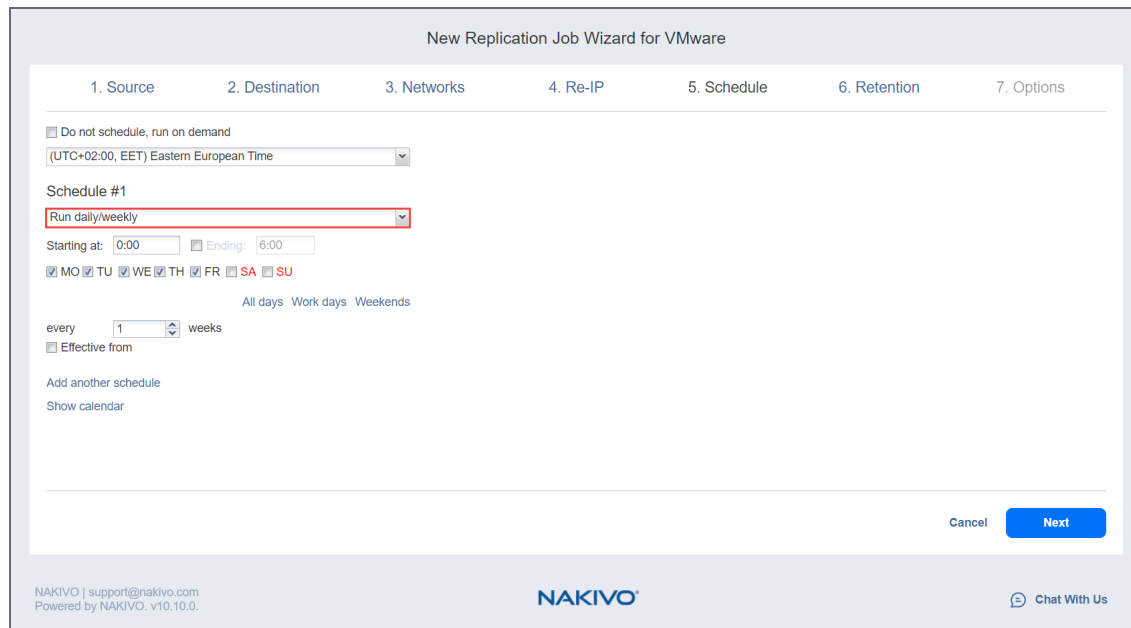 New Replication Job Wizard for VMware
1. Source 2. Destination 3. Networks 4. Re-IP 5. Schedule 6. Retention 7. Options
Do not schedule, run on demand
(UTC+02:00, EET) Eastern European Time
Schedule #1
Run daily/weekly
Starting at: 0:00 Ending: 6:00
MO TU WE TH FR SA SU
All days Work days Weekends
every 1 weeks
Effective from
Add another schedule
Show calendar
Cancel Next
NAKIVO | support@nakivo.com
Powered by NAKIVO. v10.10.0.
NAKIVO®
Chat With Us